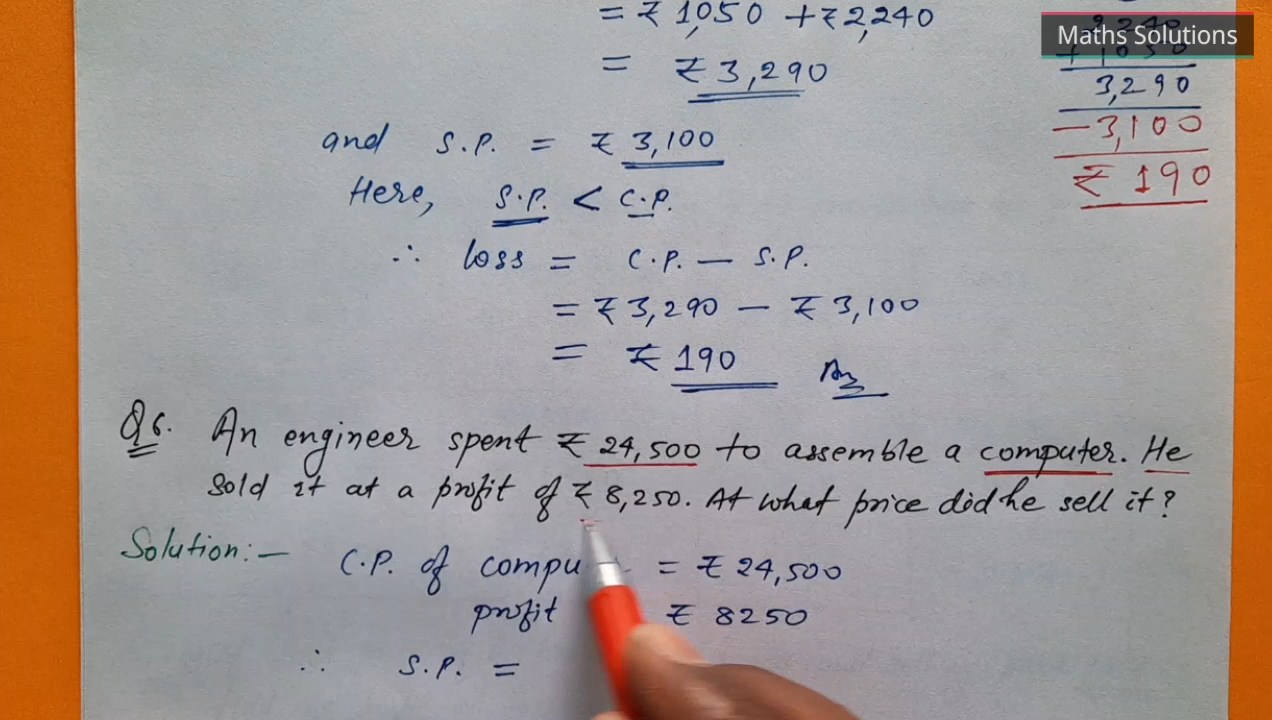 = ₹ 1,050 + ₹ 2,240
= ₹ 3,290
and S.P. = ₹ 3,100
Here, S.P. < C.P.
∴ loss = C.P. — S.P.
= ₹ 3,290 — ₹ 3,100
= ₹ 190 Ans
Maths Solutions
3,290
— 3,100
₹ 190
Q6. An engineer spent ₹ 24,500 to assemble a computer. He
sold it at a profit of ₹ 8,250. At what price did he sell it?
Solution:— C.P. of compu = ₹ 24,500
profit ₹ 8250
∴ S.P. =